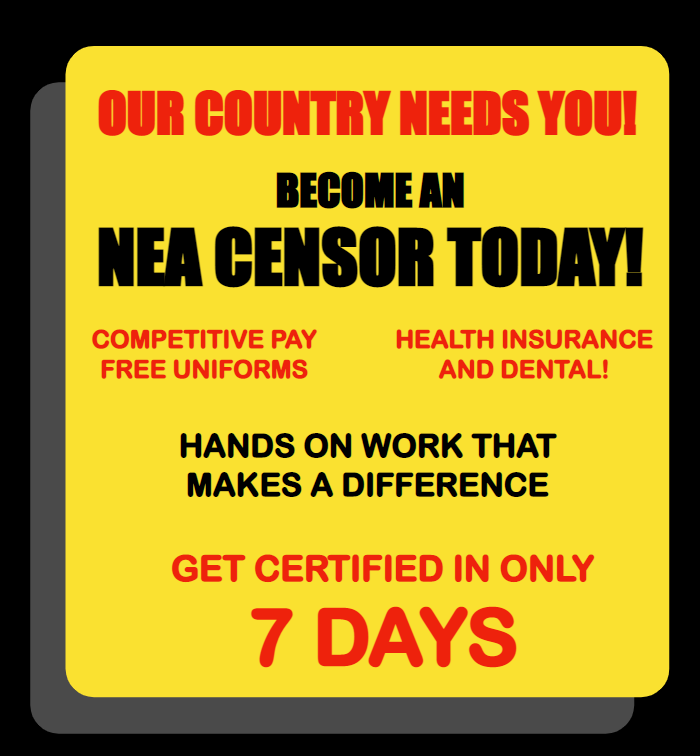 OUR COUNTRY NEEDS YOU!
BECOME AN
NEA CENSOR TODAY!
COMPETITIVE PAY
FREE UNIFORMS
HEALTH INSURANCE
AND DENTAL!
HANDS ON WORK THAT
MAKES A DIFFERENCE
GET CERTIFIED IN ONLY
7 DAYS